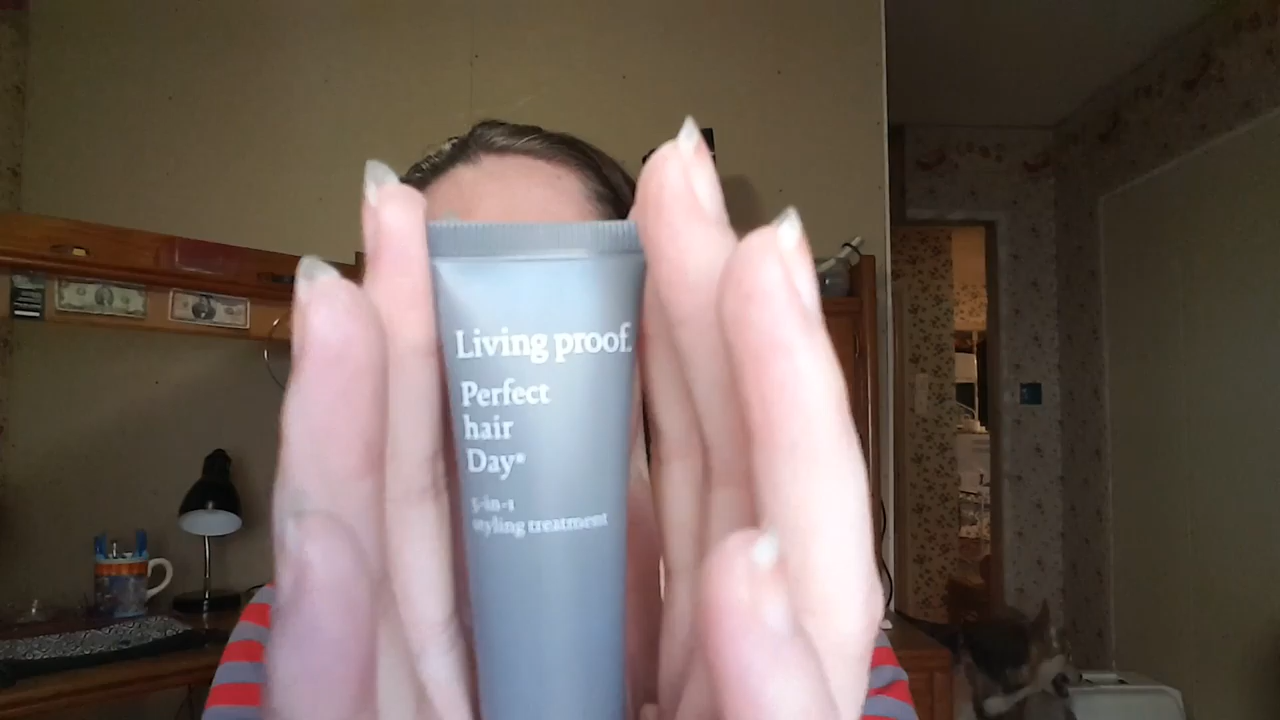 Living proof.
Perfect
hair
Day®
5-in-1
styling treatment